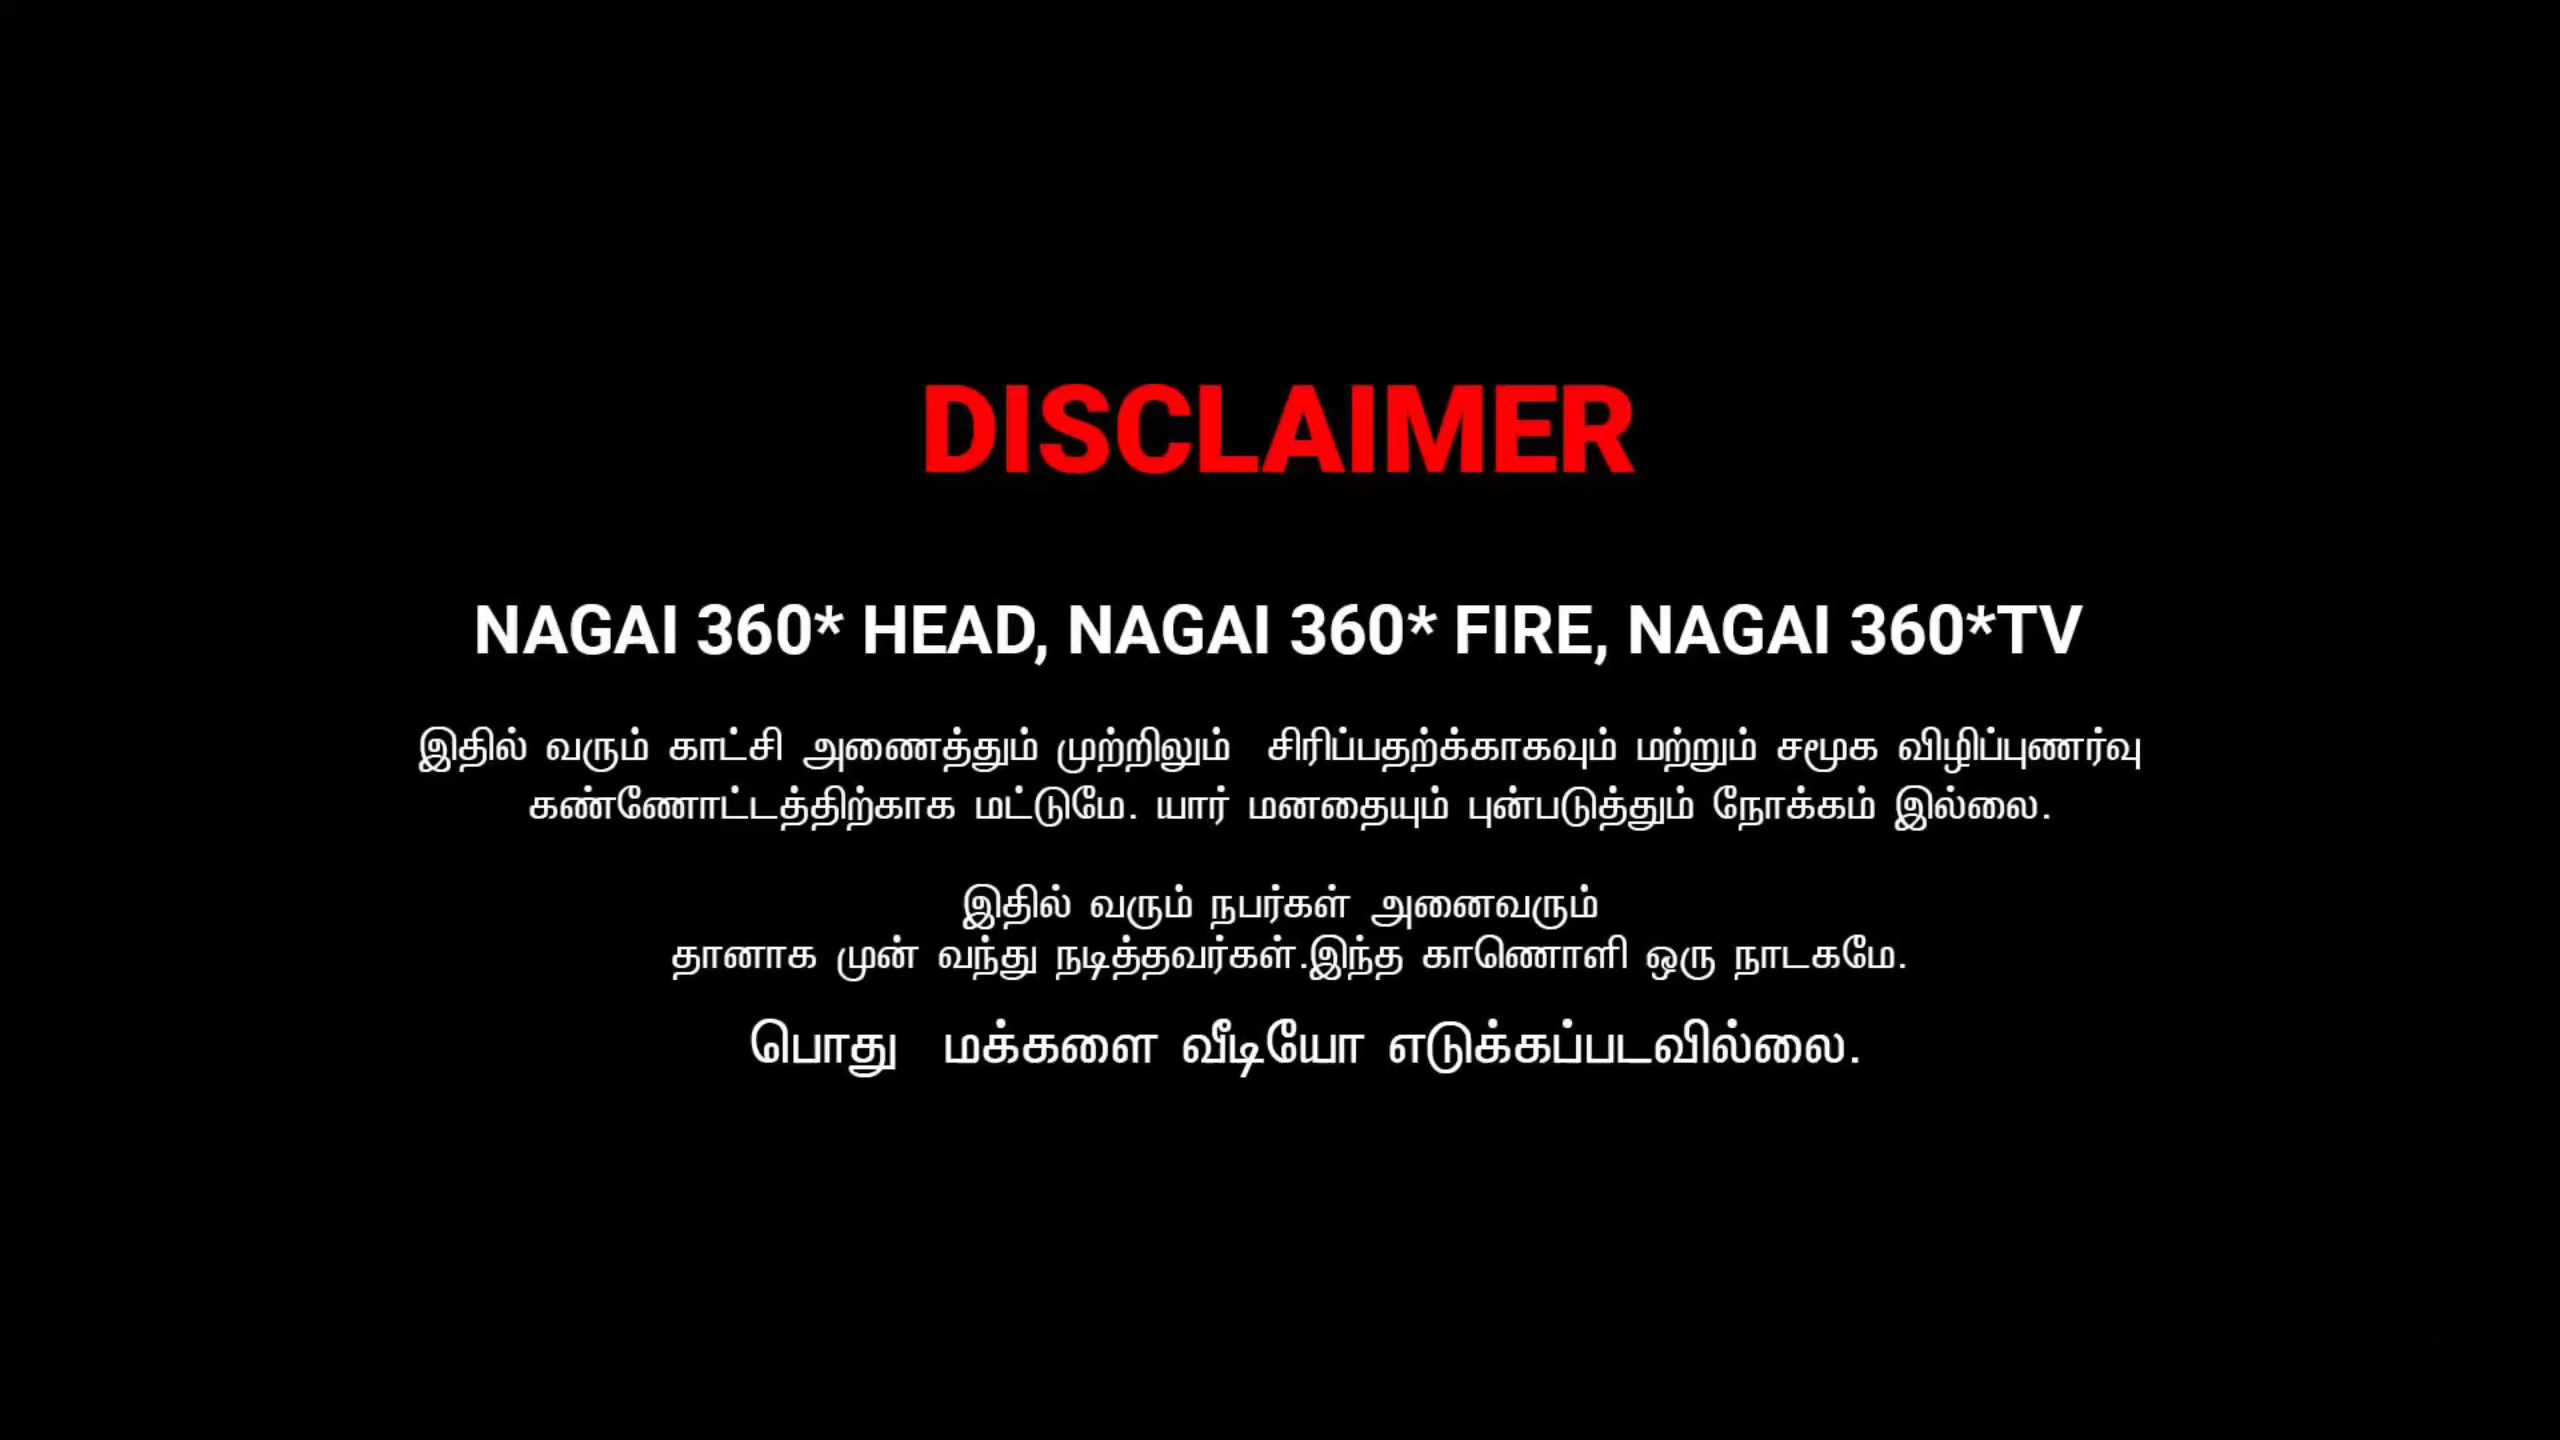 DISCLAIMER
NAGAI 360* HEAD, NAGAI 360* FIRE, NAGAI 360*TV
இதில் வரும் காட்சி அணைத்தும் முற்றிலும் சிரிப்பதற்க்காகவும் மற்றும் சமூக விழிப்புணர்வு
கண்ணோட்டத்திற்காக மட்டுமே. யார் மனதையும் புன்படுத்தும் நோக்கம் இல்லை.
இதில் வரும் நபர்கள் அனைவரும்
தானாக முன் வந்து நடித்தவர்கள்.இந்த காணொளி ஒரு நாடகமே.
பொது மக்களை வீடியோ எடுக்கப்படவில்லை.